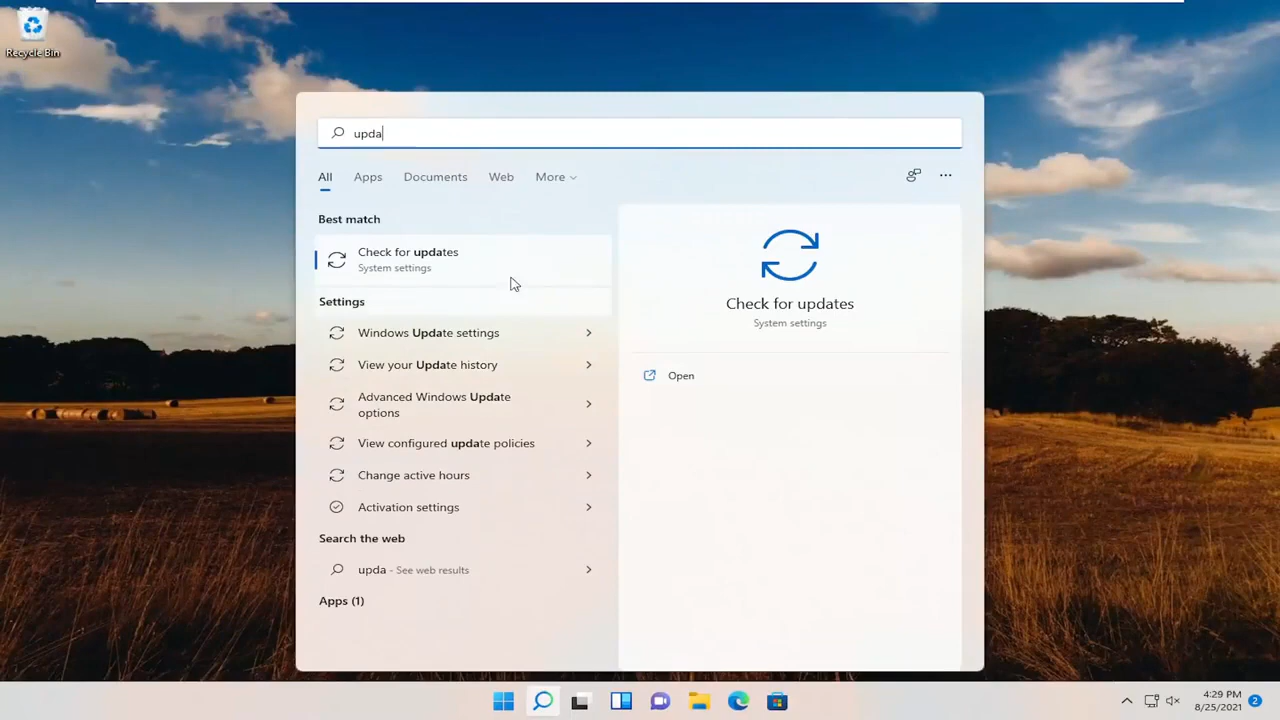 Recycle Bin
upda
All Apps Documents Web More
Best match
Check for updates
System settings
Settings
Windows Update settings
View your Update history
Advanced Windows Update
options
View configured update policies
Change active hours
Activation settings
Search the web
upda - See web results
Apps (1)
Check for updates
System settings
Open
4:29 PM
8/25/2021
2